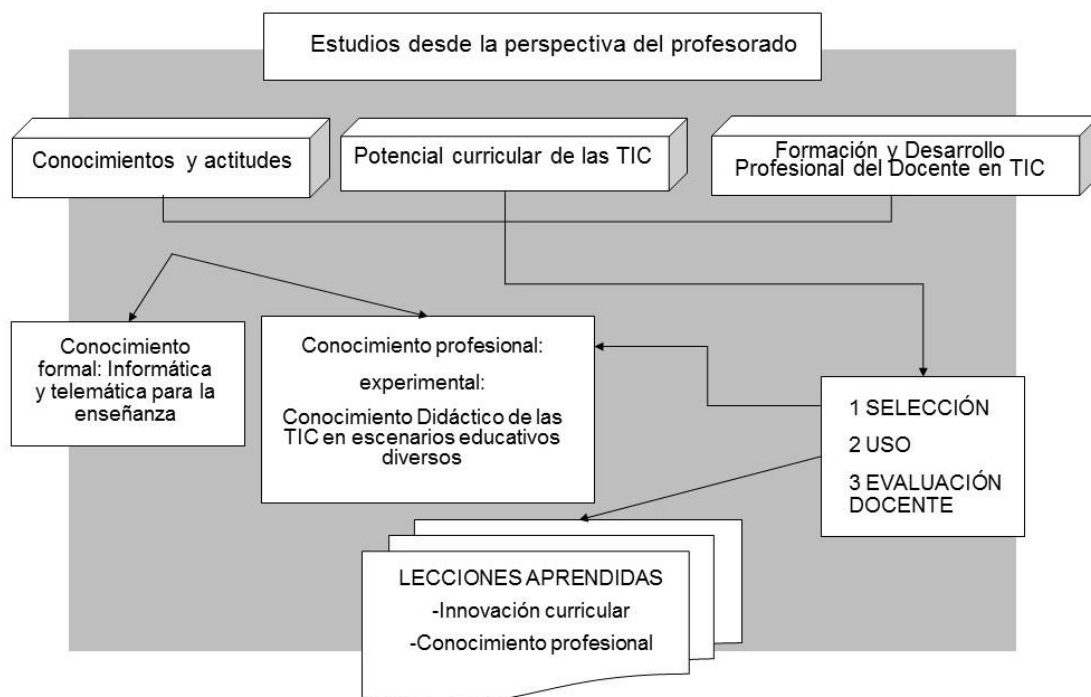 Estudios desde la perspectiva del profesorado
Conocimientos y actitudes
Potencial curricular de las TIC
Formación y Desarrollo
Profesional del Docente en TIC
Conocimiento
formal: Informática
y telemática para la
enseñanza
Conocimiento profesional:
experimental:
Conocimiento Didáctico de las
TIC en escenarios educativos
diversos
1 SELECCIÓN
2 USO
3 EVALUACIÓN
DOCENTE
LECCIONES APRENDIDAS
-Innovación curricular
-Conocimiento profesional